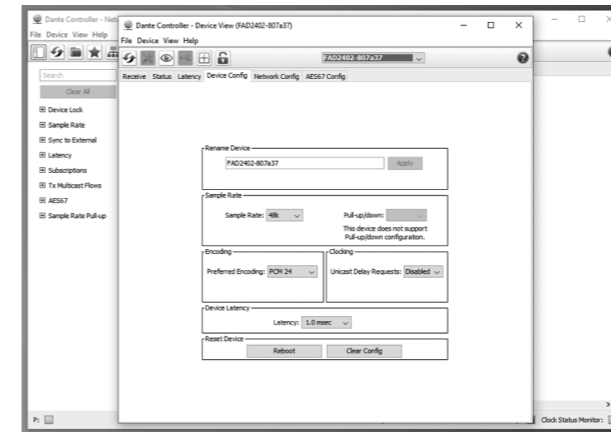 Dante Controller - Net
File Device View Help
Search
Clear All
Device Lock
Sample Rate
Sync to External
Latency
Subscriptions
Tx Multicast Flows
AES67
Sample Rate Pull-up
P:
Dante Controller - Device View (FAD2402-807a37)
File Device View Help
FAD2402-807a37
Receive Status Latency Device Config Network Config AES67 Config
Rename Device
FAD2402-807a37 Apply
Sample Rate
Sample Rate: 48k Pull-up/down:
This device does not support
Pull-up/down configuration.
Encoding Clocking
Preferred Encoding: PCM 24 Unicast Delay Requests: Disabled
Device Latency
Latency: 1.0 msec
Reset Device
Reboot Clear Config
Clock Status Monitor: